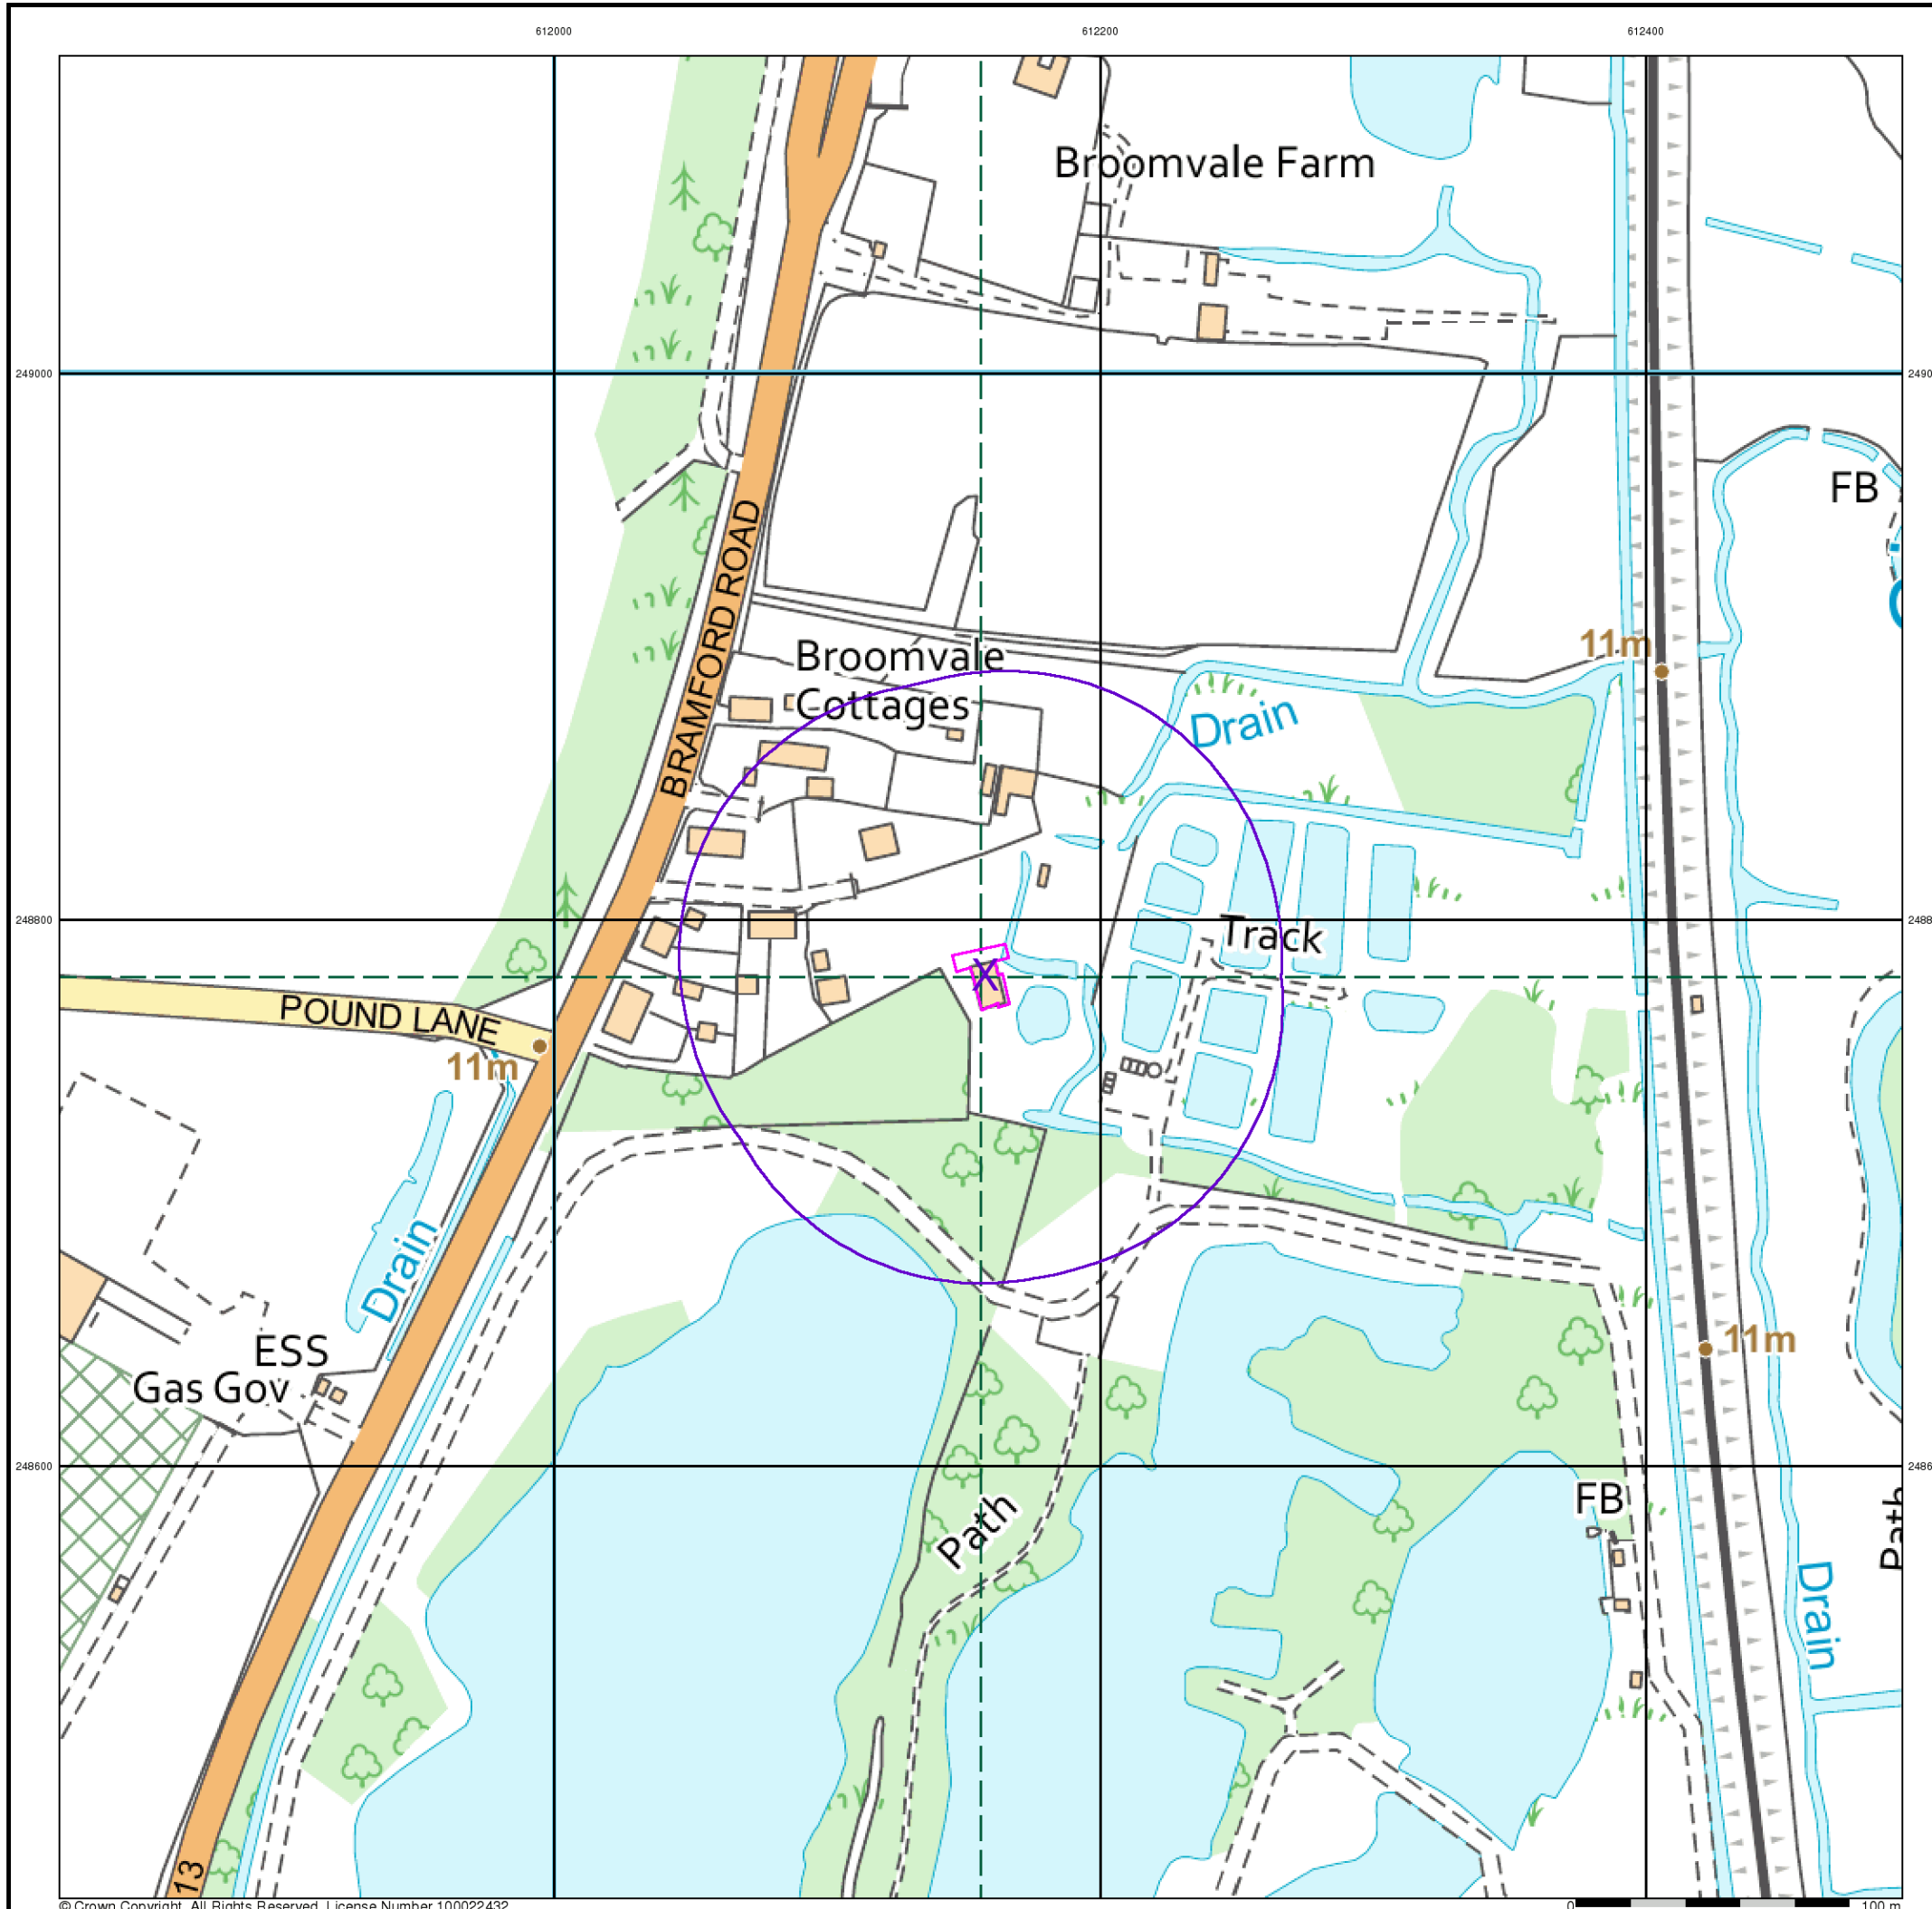 612000
612200
612400
Broomvale Farm
249000
FB
BRAMFORD ROAD
11m
Broomvale
Cottages
Drain
248800
Track
X
POUND LANE
11m
Drain
ESS
Gas Gov
11m
248600
FB
Path
Path
Drain
13
© Crown Copyright. All Rights Reserved. License Number 100022432
0
100 m